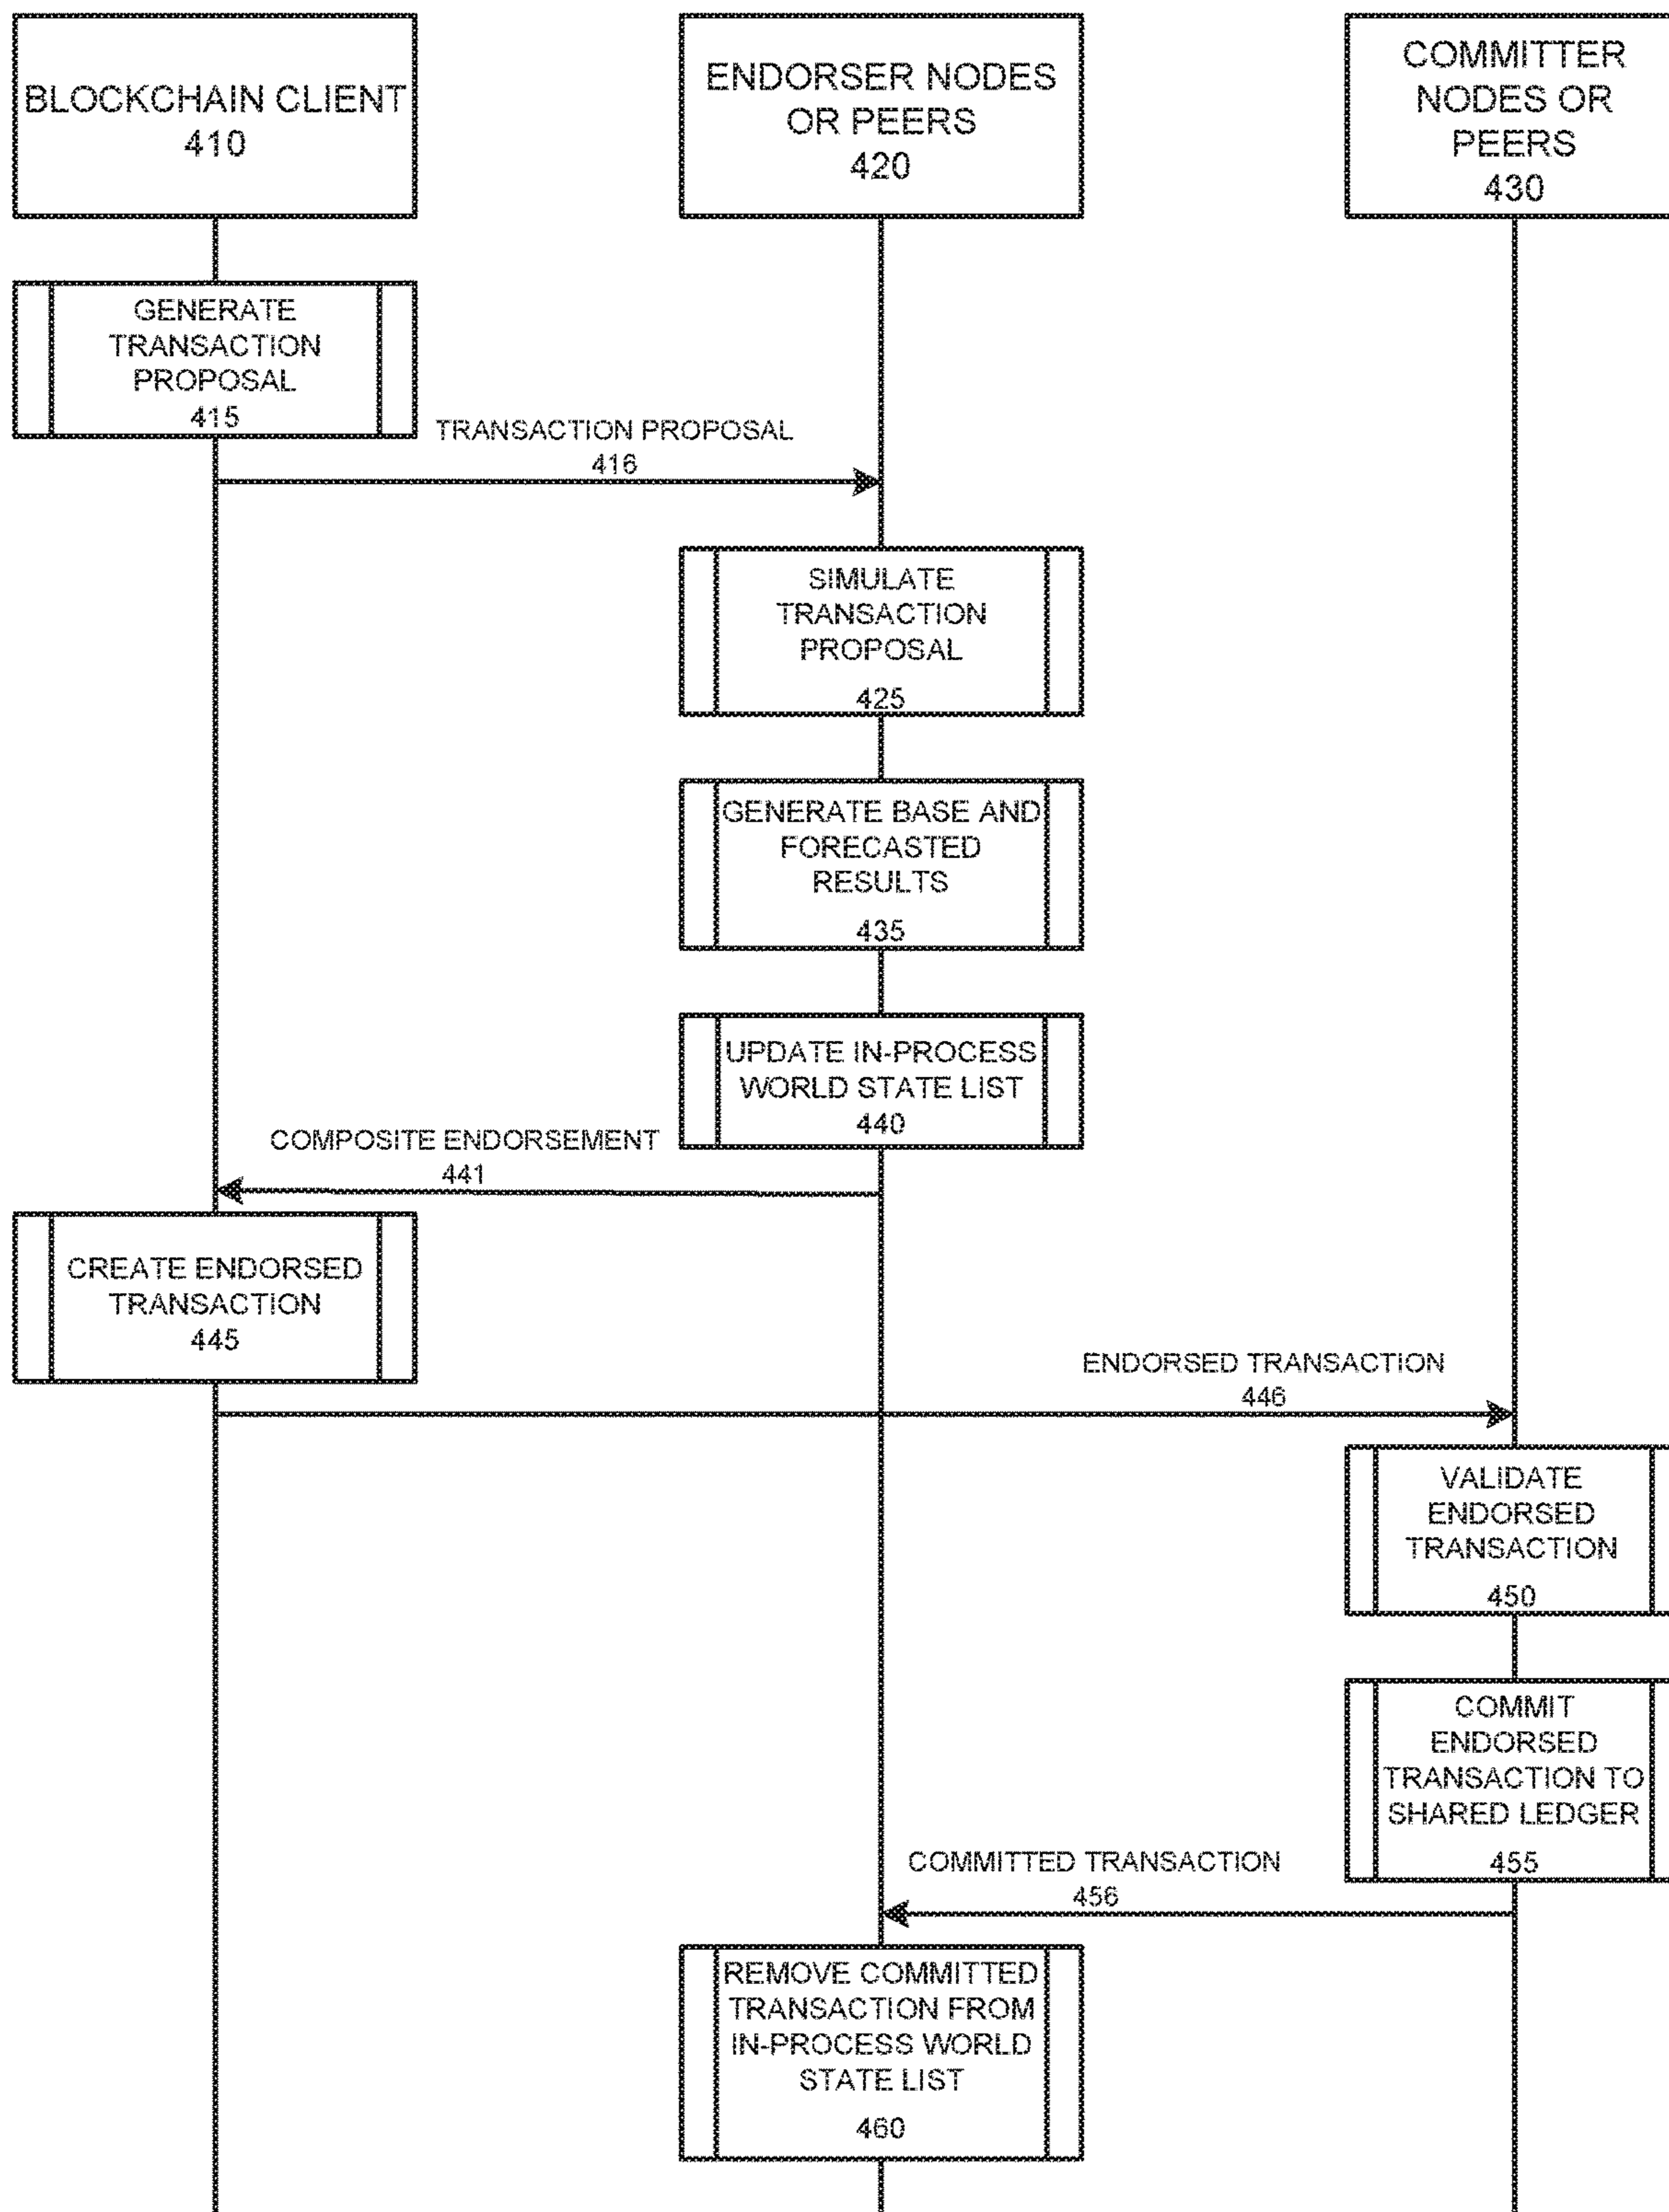 BLOCKCHAIN CLIENT
410
ENDORSER NODES
OR PEERS
420
COMMITTER
NODES OR
PEERS
430
GENERATE
TRANSACTION
PROPOSAL
415
TRANSACTION PROPOSAL
416
SIMULATE
TRANSACTION
PROPOSAL
425
GENERATE BASE AND
FORECASTED
RESULTS
435
UPDATE IN-PROCESS
WORLD STATE LIST
440
COMPOSITE ENDORSEMENT
441
CREATE ENDORSED
TRANSACTION
445
ENDORSED TRANSACTION
446
VALIDATE
ENDORSED
TRANSACTION
450
COMMIT
ENDORSED
TRANSACTION TO
SHARED LEDGER
455
COMMITTED TRANSACTION
456
REMOVE COMMITTED
TRANSACTION FROM
IN-PROCESS WORLD
STATE LIST
460